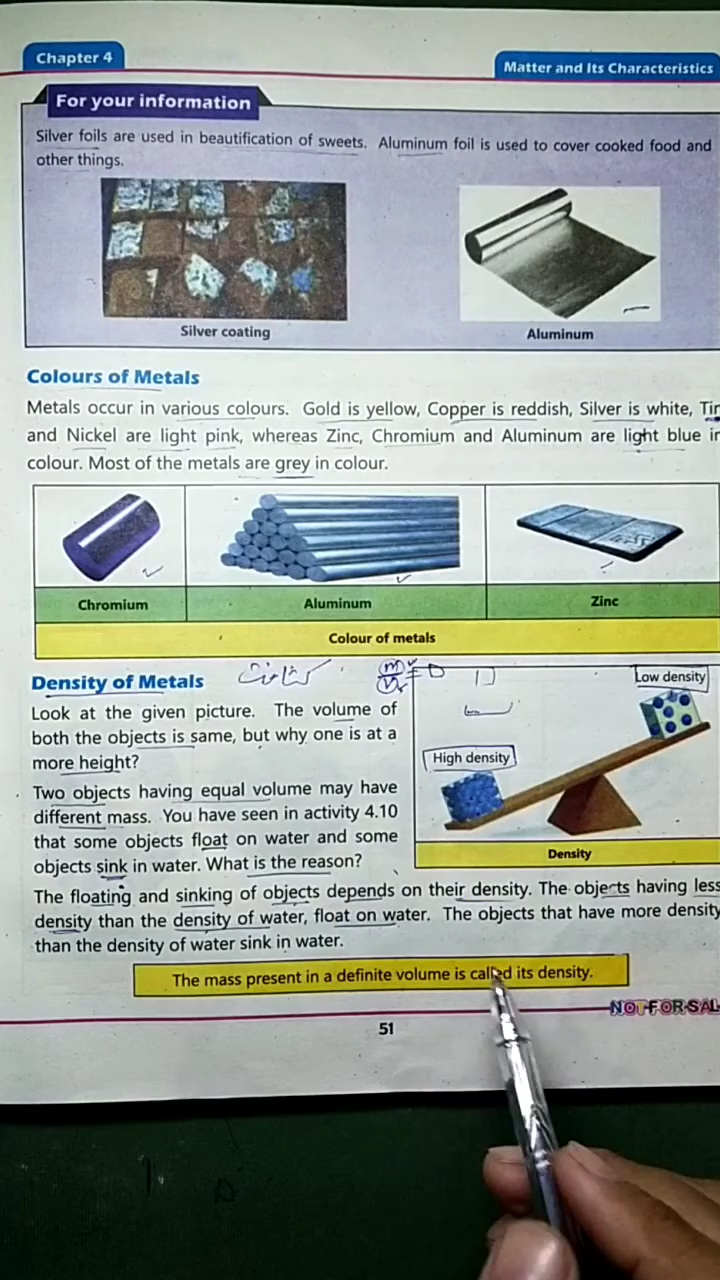 Chapter 4
Matter and Its Characteristics
For your information
Silver foils are used in beautification of sweets. Aluminum foil is used to cover cooked food and
other things.
Silver coating
Aluminum
Colours of Metals
Metals occur in various colours. Gold is yellow, Copper is reddish, Silver is white, Tin
and Nickel are light pink, whereas Zinc, Chromium and Aluminum are light blue in
colour. Most of the metals are grey in colour.
Chromium
Aluminum
Zinc
Colour of metals
Density of Metals
کثافت
m/v = D
Look at the given picture. The volume of
both the objects is same, but why one is at a
more height?
Two objects having equal volume may have
different mass. You have seen in activity 4.10
that some objects float on water and some
objects sink in water. What is the reason?
Low density
High density
Density
The floating and sinking of objects depends on their density. The objects having less
density than the density of water, float on water. The objects that have more density
than the density of water sink in water.
The mass present in a definite volume is called its density.
NOT FOR SAL
51